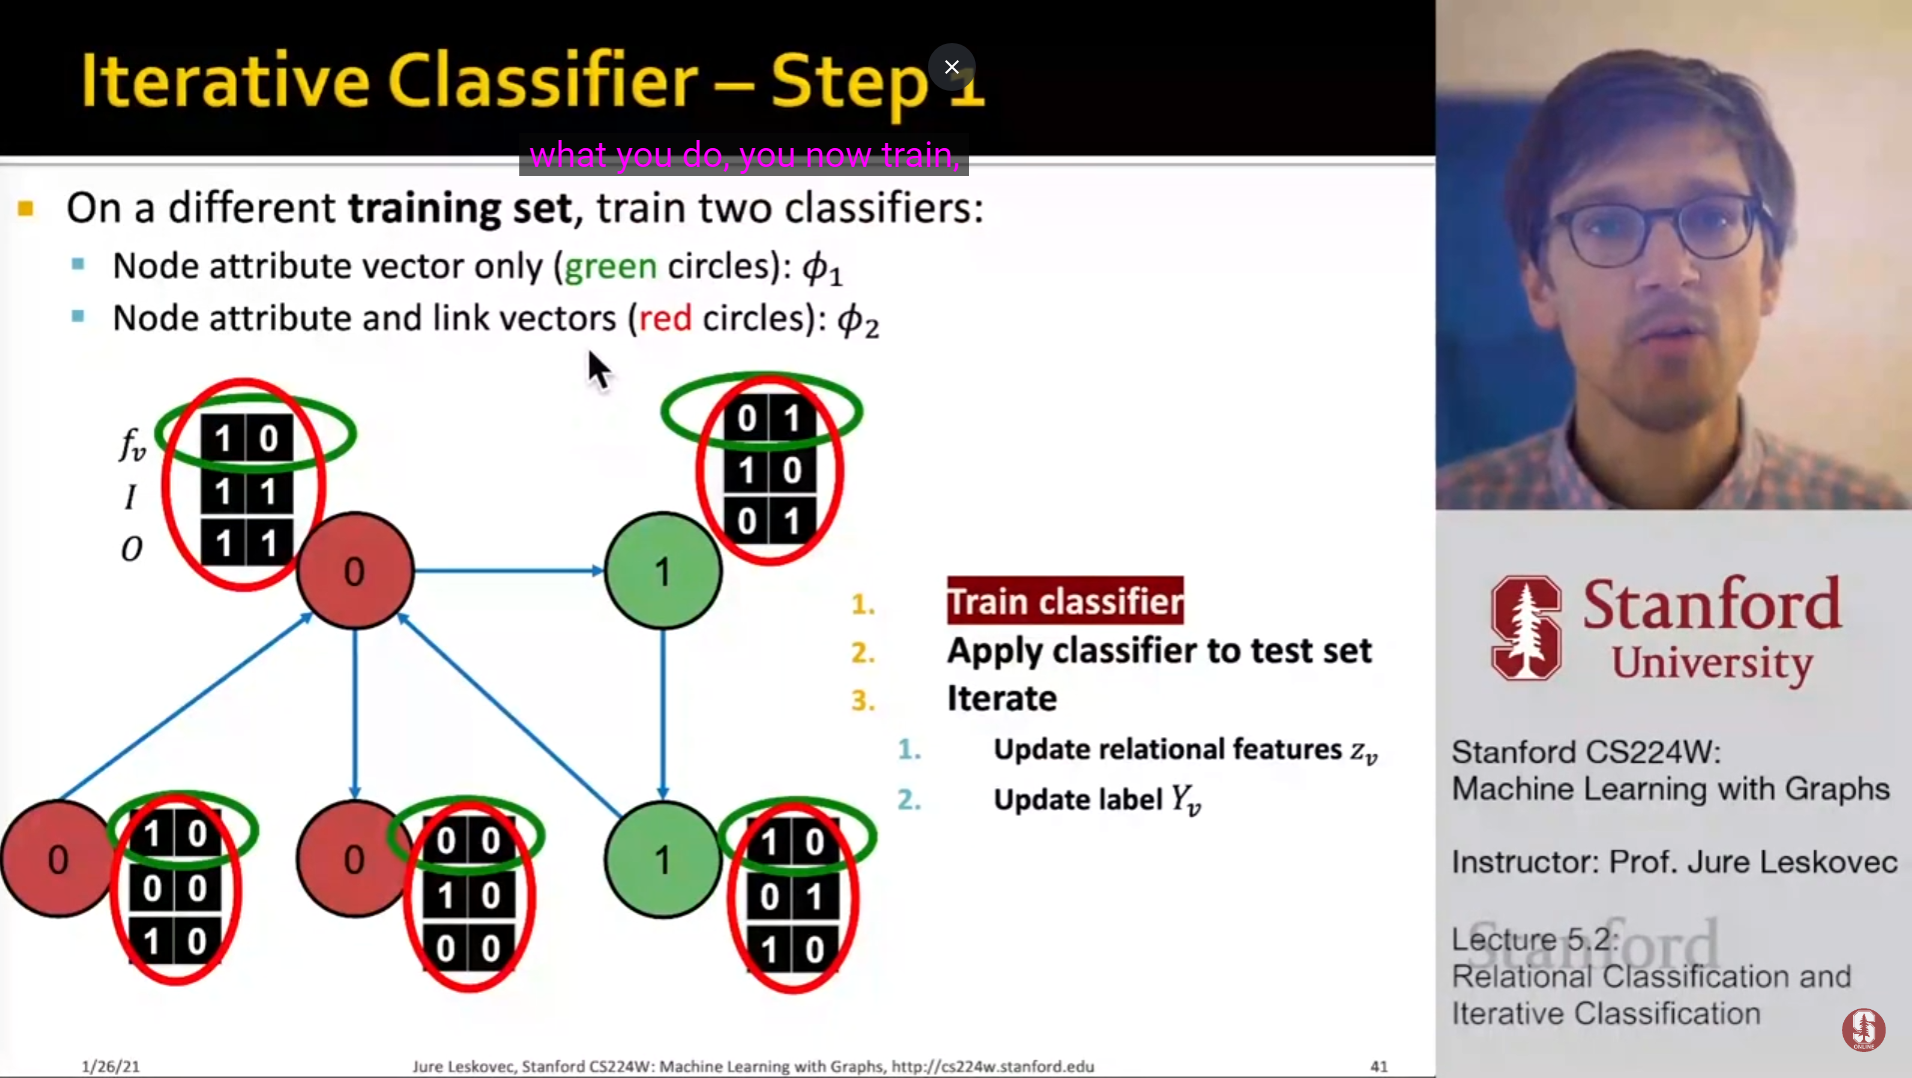 Iterative Classifier – Step 1
what you do, you now train,
On a different training set, train two classifiers:
Node attribute vector only (green circles): ϕ₁
Node attribute and link vectors (red circles): ϕ₂
fᵥ 1 0
I 1 1
O 1 1
0 1
1 0
0 1
0
1
1. Train classifier
2. Apply classifier to test set
3. Iterate
1. Update relational features zᵥ
2. Update label Yᵥ
0
1 0
0 0
1 0
0
0 0
1 0
0 0
1
1 0
0 1
1 0
1/26/21
Jure Leskovec, Stanford CS224W: Machine Learning with Graphs, http://cs224w.stanford.edu
41
Stanford
University
Stanford CS224W:
Machine Learning with Graphs
Instructor: Prof. Jure Leskovec
Stanford
Lecture 5.2:
Relational Classification and
Iterative Classification
S
ONLINE